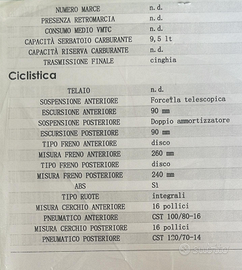 NUMERO MARCE n.d.
PRESENZA RETROMARCIA n.d.
CONSUMO MEDIO VMTC n.d.
CAPACITÀ SERBATOIO CARBURANTE 9,5 lt
CAPACITÀ RISERVA CARBURANTE n.d.
TRASMISSIONE FINALE cinghia
Ciclistica
TELAIO n.d.
SOSPENSIONE ANTERIORE Forcella telescopica
ESCURSIONE ANTERIORE 90 mm
SOSPENSIONE POSTERIORE Doppio ammortizzatore
ESCURSIONE POSTERIORE 90 mm
TIPO FRENO ANTERIORE disco
MISURA FRENO ANTERIORE 260 mm
TIPO FRENO POSTERIORE disco
MISURA FRENO POSTERIORE 240 mm
ABS SI
TIPO RUOTE integrali
MISURA CERCHIO ANTERIORE 16 pollici
PNEUMATICO ANTERIORE CST 100/80-16
MISURA CERCHIO POSTERIORE 16 pollici
PNEUMATICO POSTERIORE CST 120/70-14
subito